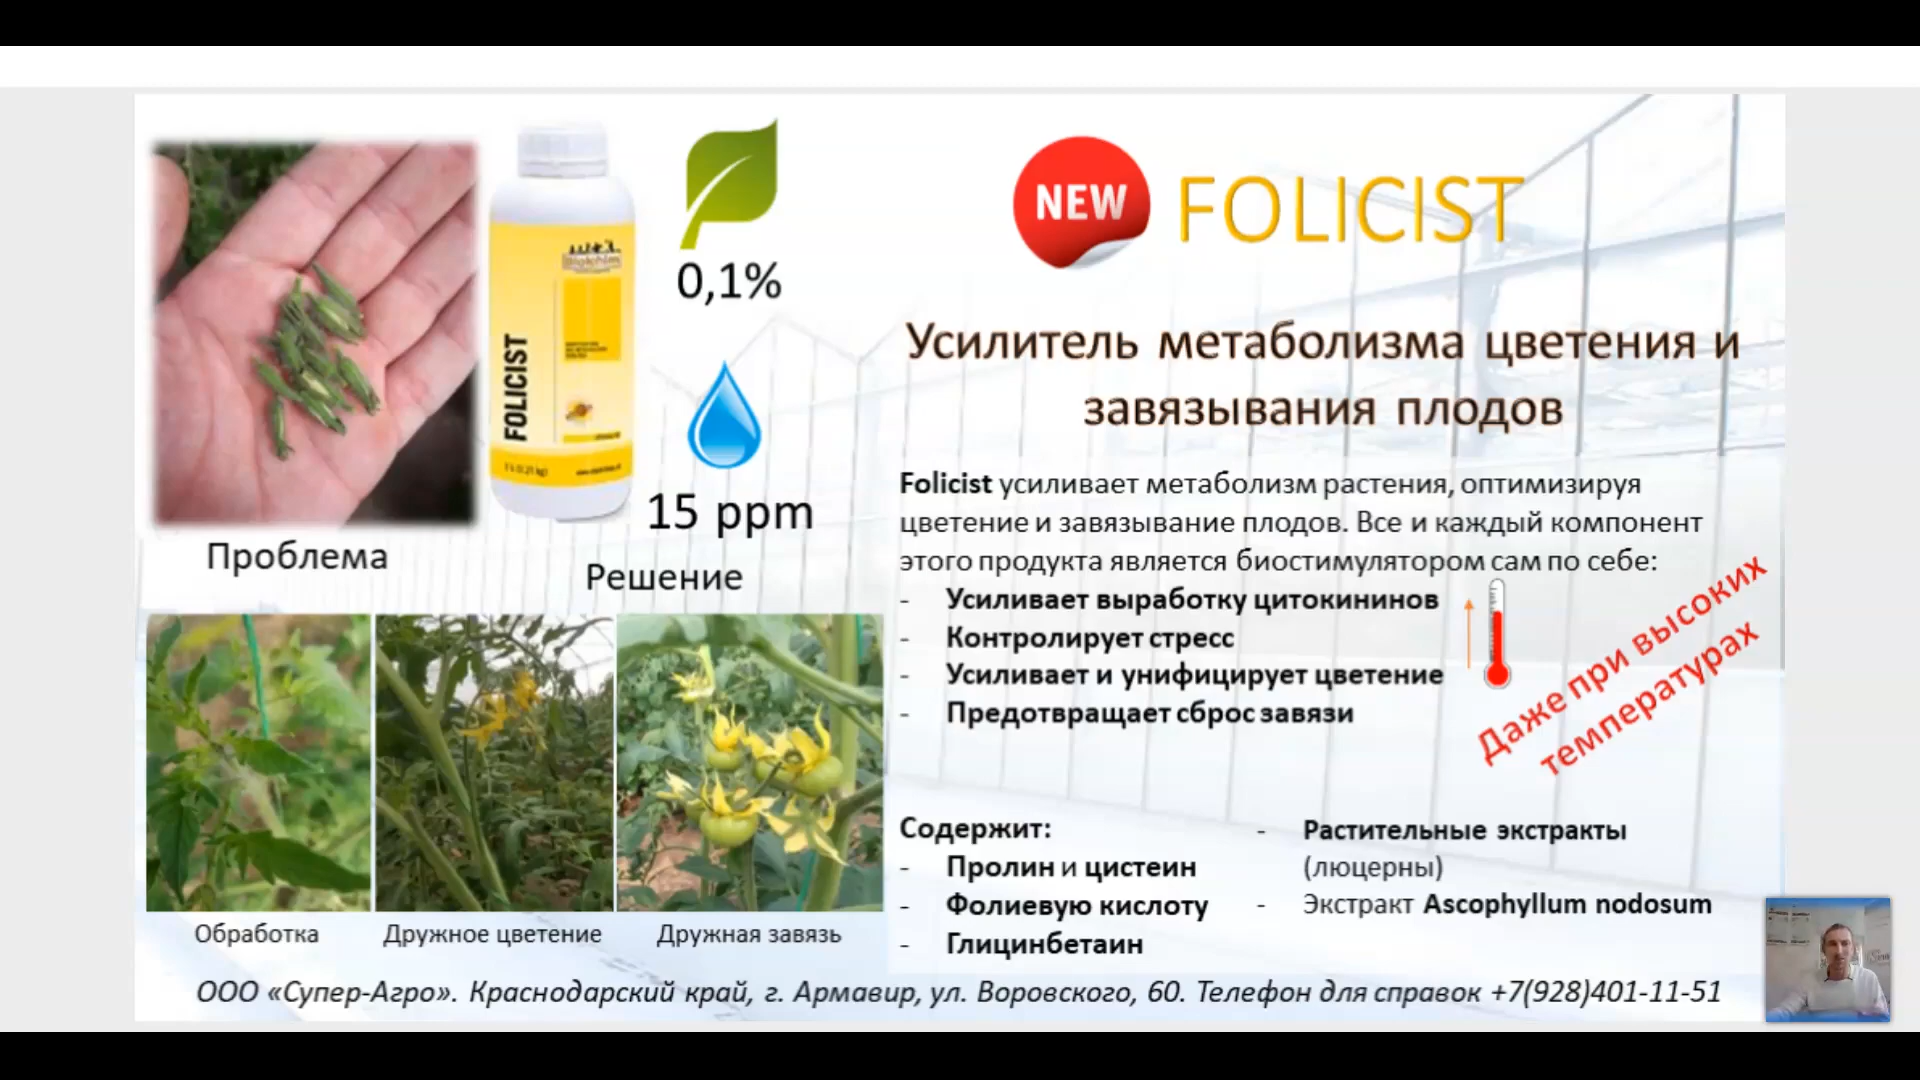 NEW
FOLICIST
0,1%
15 ppm
FOLICIST
Biolchim
Проблема
Решение
Усилитель метаболизма цветения и
завязывания плодов
Folicist усиливает метаболизм растения, оптимизируя
цветение и завязывание плодов. Все и каждый компонент
этого продукта является биостимулятором сам по себе:
- Усиливает выработку цитокининов
- Контролирует стресс
- Усиливает и унифицирует цветение
- Предотвращает сброс завязи
Даже при высоких
температурах
Содержит:
- Пролин и цистеин
- Фолиевую кислоту
- Глицинбетаин
- Растительные экстракты
(люцерны)
- Экстракт Ascophyllum nodosum
Обработка
Дружное цветение
Дружная завязь
ООО «Супер-Агро». Краснодарский край, г. Армавир, ул. Воровского, 60. Телефон для справок +7(928)401-11-51